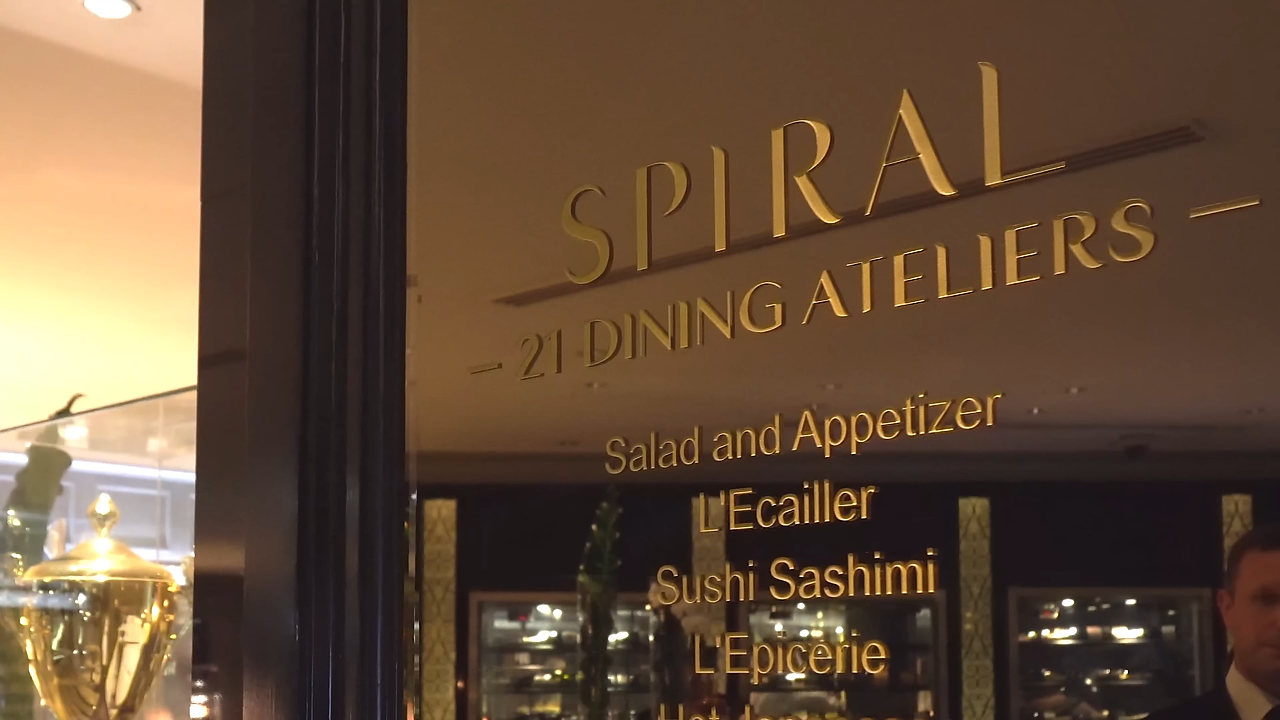 SPIRAL
— 21 DINING ATELIERS —
Salad and Appetizer
L'Ecailler
Sushi Sashimi
L'Epicerie